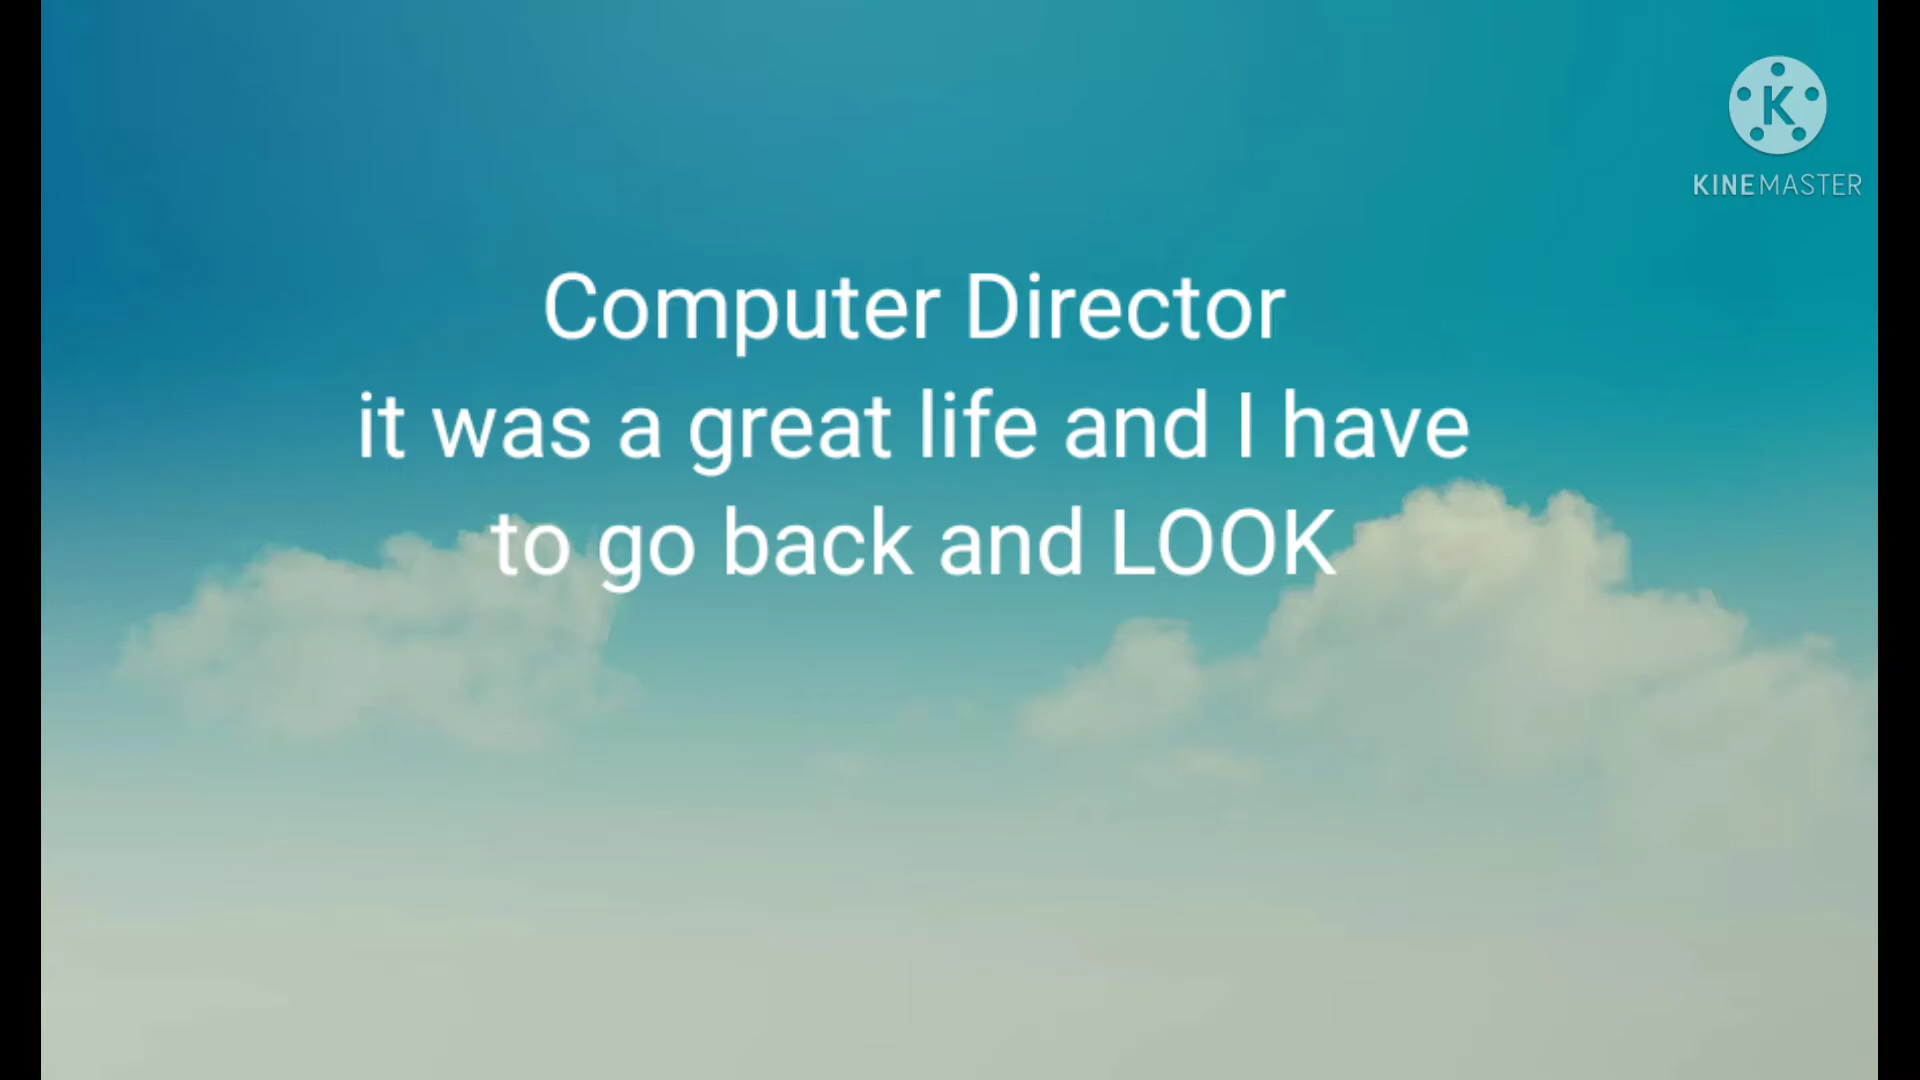 K
KINEMASTER
Computer Director
it was a great life and I have
to go back and LOOK